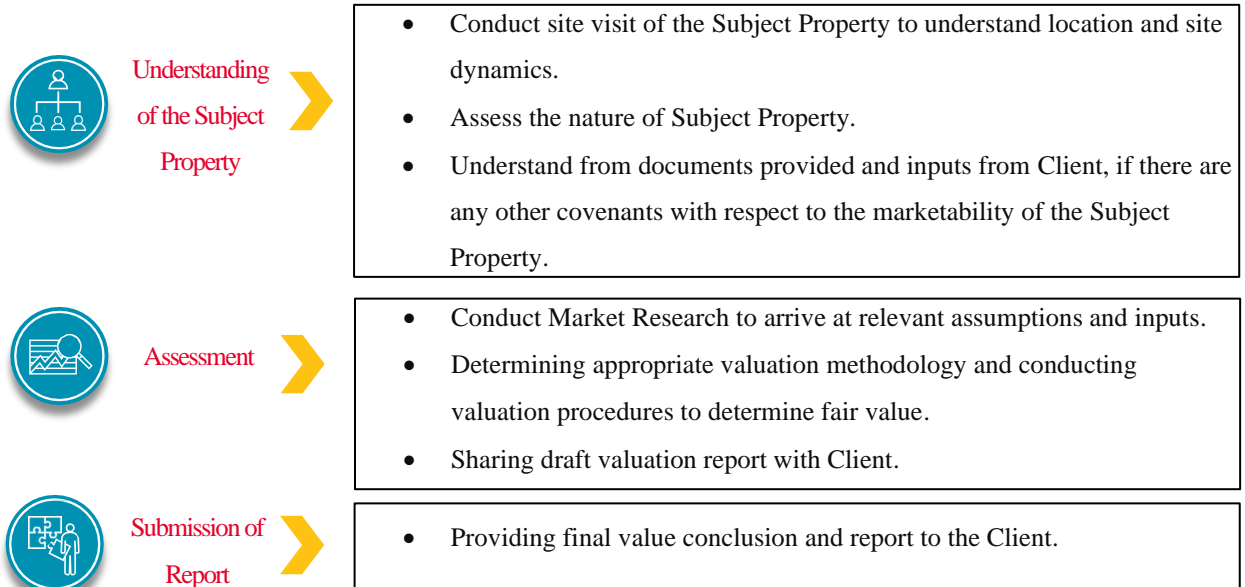 Understanding
of the Subject
Property
• Conduct site visit of the Subject Property to understand location and site
dynamics.
• Assess the nature of Subject Property.
• Understand from documents provided and inputs from Client, if there are
any other covenants with respect to the marketability of the Subject
Property.
Assessment
• Conduct Market Research to arrive at relevant assumptions and inputs.
• Determining appropriate valuation methodology and conducting
valuation procedures to determine fair value.
• Sharing draft valuation report with Client.
Submission of
Report
• Providing final value conclusion and report to the Client.